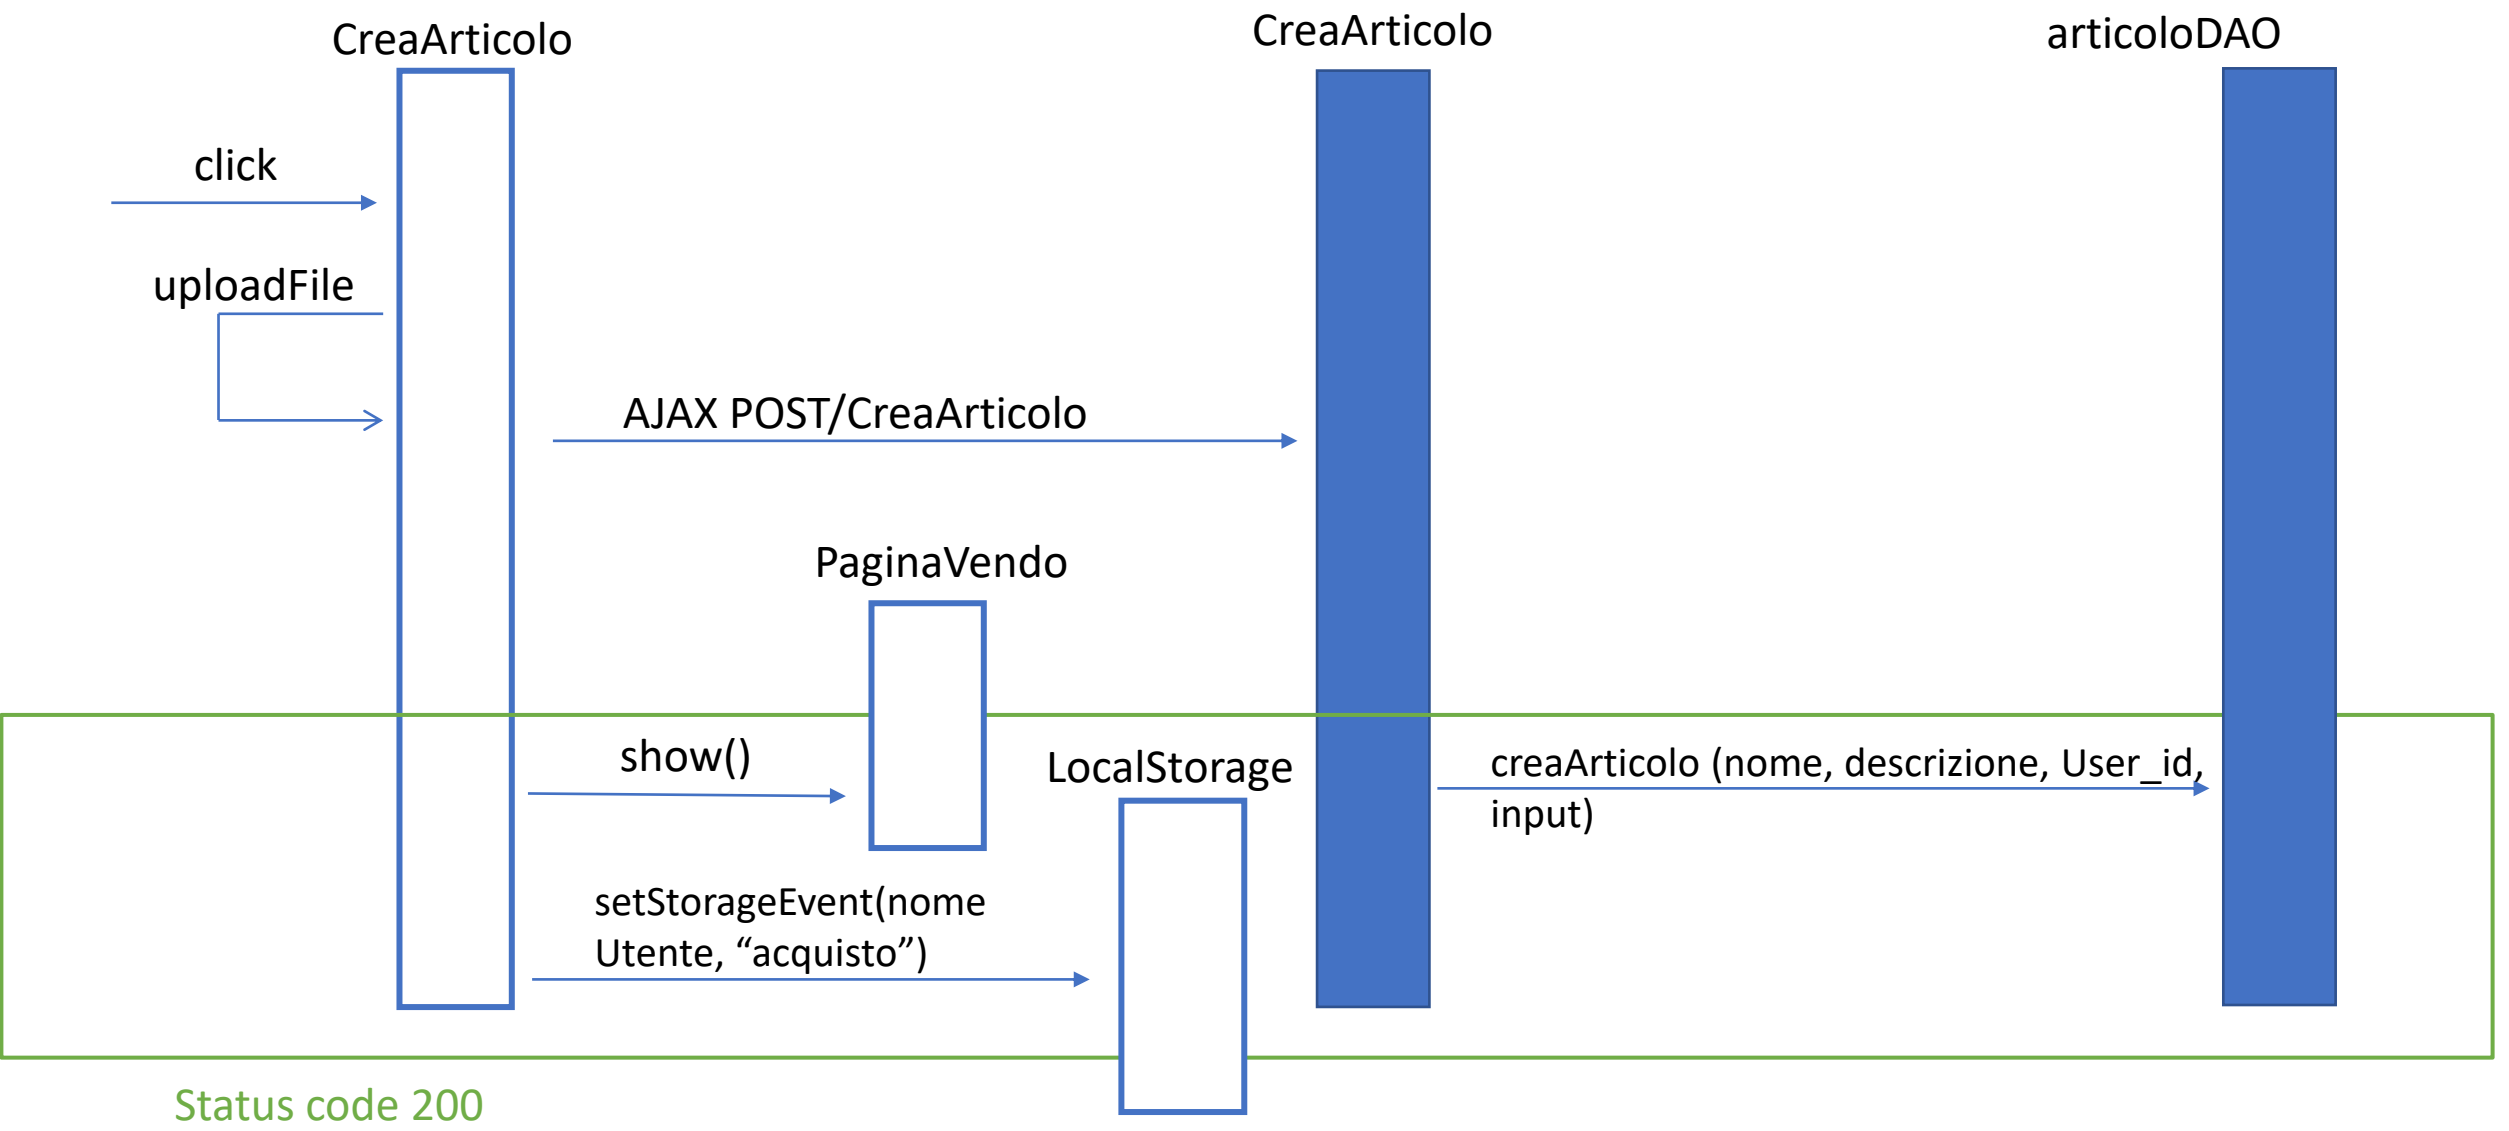 CreaArticolo
CreaArticolo
articoloDAO
click
uploadFile
AJAX POST/CreaArticolo
PaginaVendo
show()
LocalStorage
creaArticolo (nome, descrizione, User_id,
input)
setStorageEvent(nome
Utente, “acquisto”)
Status code 200